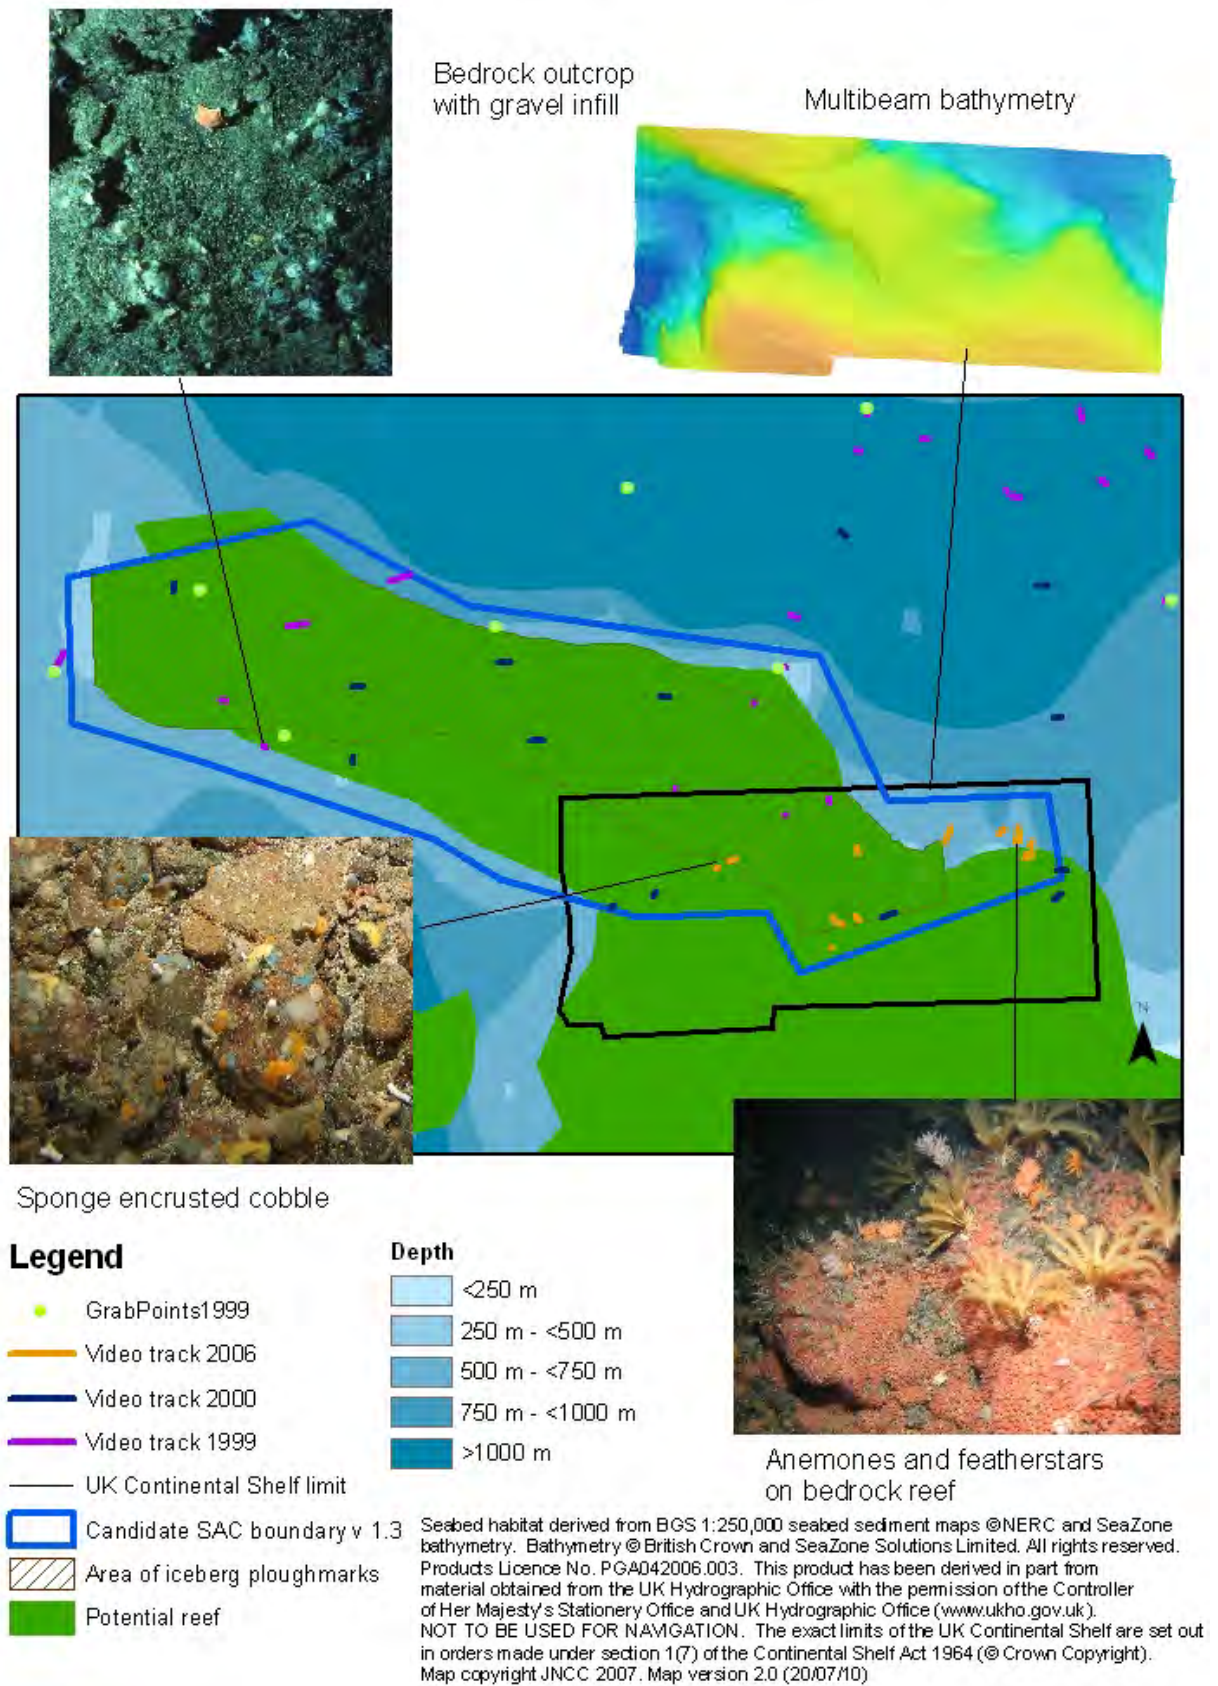 Bedrock outcrop
with gravel infill
Multibeam bathymetry
N
Sponge encrusted cobble
Anemones and featherstars
on bedrock reef
Legend
GrabPoints1999
Video track 2006
Video track 2000
Video track 1999
UK Continental Shelf limit
Candidate SAC boundary v 1.3
Area of iceberg ploughmarks
Potential reef
Depth
<250 m
250 m - <500 m
500 m - <750 m
750 m - <1000 m
>1000 m
Seabed habitat derived from BGS 1:250,000 seabed sediment maps ©NERC and SeaZone
bathymetry. Bathymetry © British Crown and SeaZone Solutions Limited. All rights reserved.
Products Licence No. PGA042006.003. This product has been derived in part from
material obtained from the UK Hydrographic Office with the permission of the Controller
of Her Majesty's Stationery Office and UK Hydrographic Office (www.ukho.gov.uk).
NOT TO BE USED FOR NAVIGATION. The exact limits of the UK Continental Shelf are set out
in orders made under section 1(7) of the Continental Shelf Act 1964 (© Crown Copyright).
Map copyright JNCC 2007. Map version 2.0 (20/07/10)